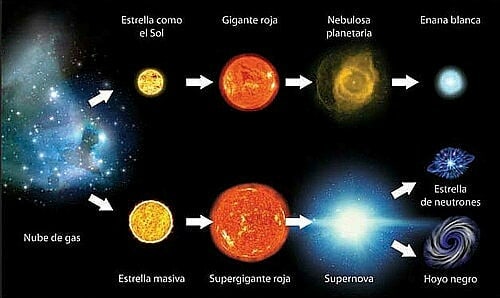 Estrella como
el Sol
Gigante roja
Nebulosa
planetaria
Enana blanca
Nube de gas
Estrella
de neutrones
Estrella masiva
Supergigante roja
Supernova
Hoyo negro